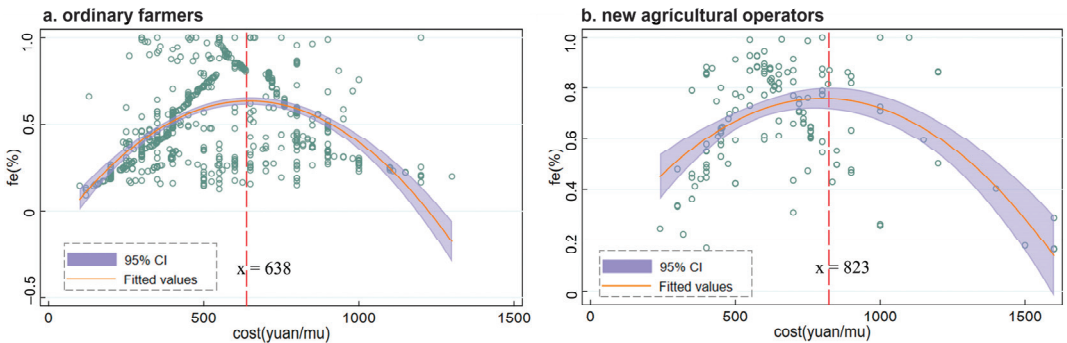 a. ordinary farmers
1.0
0.5
0
−0.5
fe(%)
95% CI
Fitted values
x = 638
0
500
1000
1500
cost(yuan/mu)
b. new agricultural operators
1.0
0.8
0.6
0.4
0.2
0
fe(%)
95% CI
Fitted values
x = 823
0
500
1000
1500
cost(yuan/mu)